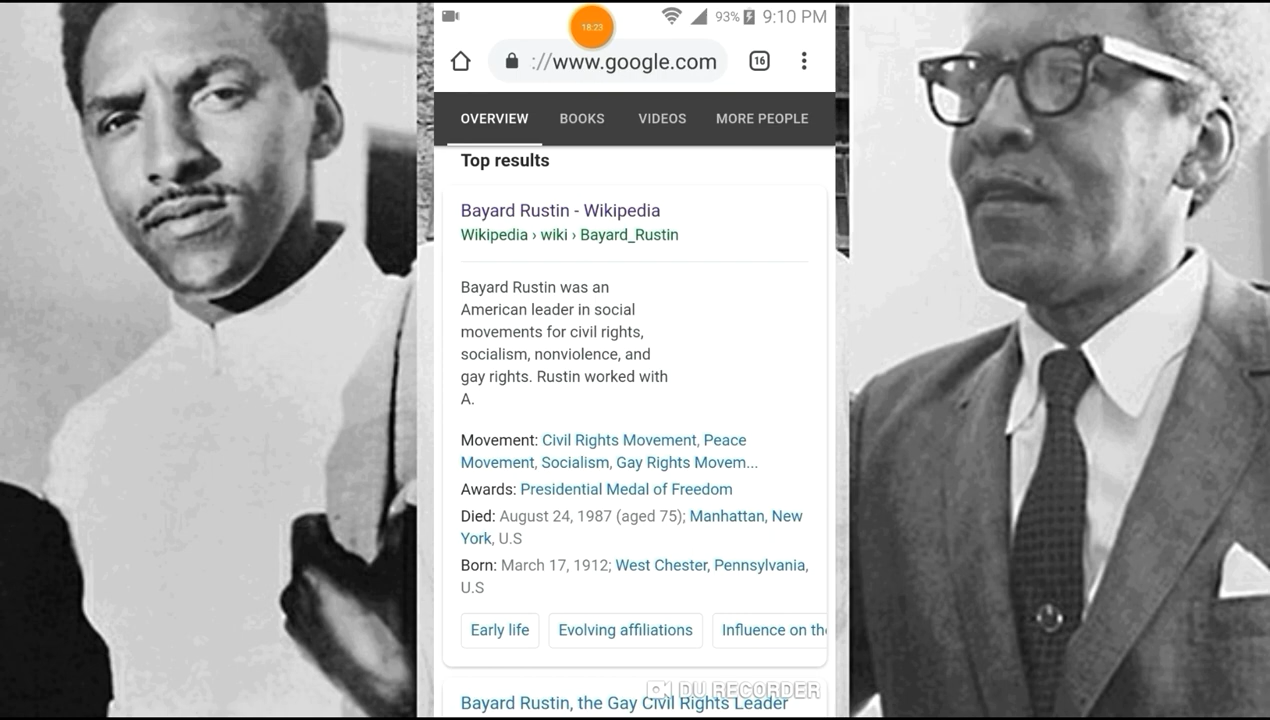 18:23
93% 9:10 PM
://www.google.com
16
OVERVIEW BOOKS VIDEOS MORE PEOPLE
Top results
Bayard Rustin - Wikipedia
Wikipedia › wiki › Bayard_Rustin
Bayard Rustin was an
American leader in social
movements for civil rights,
socialism, nonviolence, and
gay rights. Rustin worked with
A.
Movement: Civil Rights Movement, Peace
Movement, Socialism, Gay Rights Movem...
Awards: Presidential Medal of Freedom
Died: August 24, 1987 (aged 75); Manhattan, New
York, U.S
Born: March 17, 1912; West Chester, Pennsylvania,
U.S
Early life Evolving affiliations Influence on the
DU RECORDER
Bayard Rustin, the Gay Civil Rights Leader